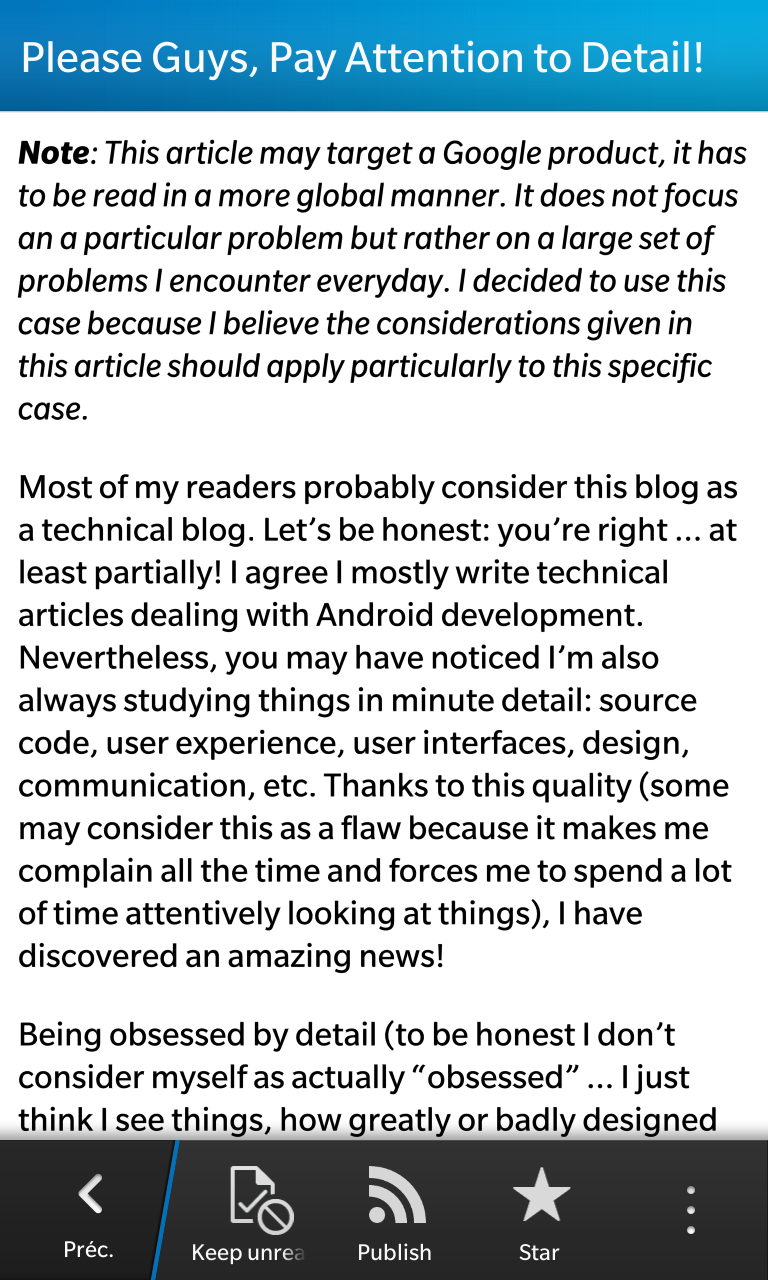 Please Guys, Pay Attention to Detail!
Note: This article may target a Google product, it has
to be read in a more global manner. It does not focus
an a particular problem but rather on a large set of
problems I encounter everyday. I decided to use this
case because I believe the considerations given in
this article should apply particularly to this specific
case.
Most of my readers probably consider this blog as
a technical blog. Let’s be honest: you’re right ... at
least partially! I agree I mostly write technical
articles dealing with Android development.
Nevertheless, you may have noticed I’m also
always studying things in minute detail: source
code, user experience, user interfaces, design,
communication, etc. Thanks to this quality (some
may consider this as a flaw because it makes me
complain all the time and forces me to spend a lot
of time attentively looking at things), I have
discovered an amazing news!
Being obsessed by detail (to be honest I don’t
consider myself as actually “obsessed” ... I just
think I see things, how greatly or badly designed
Préc.
Keep unrea
Publish
Star